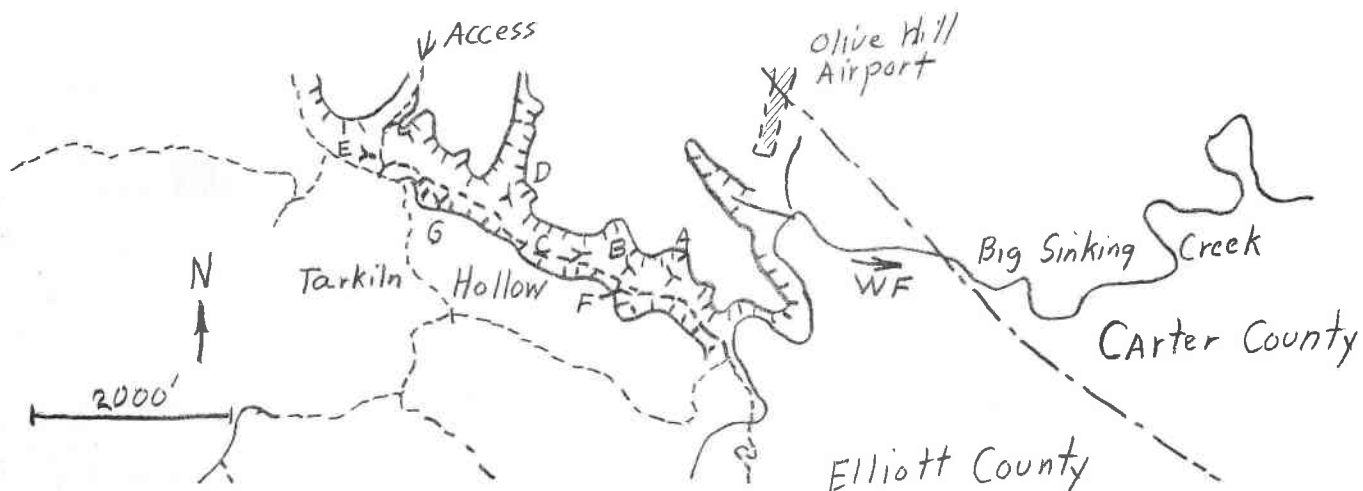 Access
Olive Hill
Airport
E
D
G
C
B
A
F
N
Tarkiln Hollow
Big Sinking Creek
WF
2000'
CArter County
Elliott County